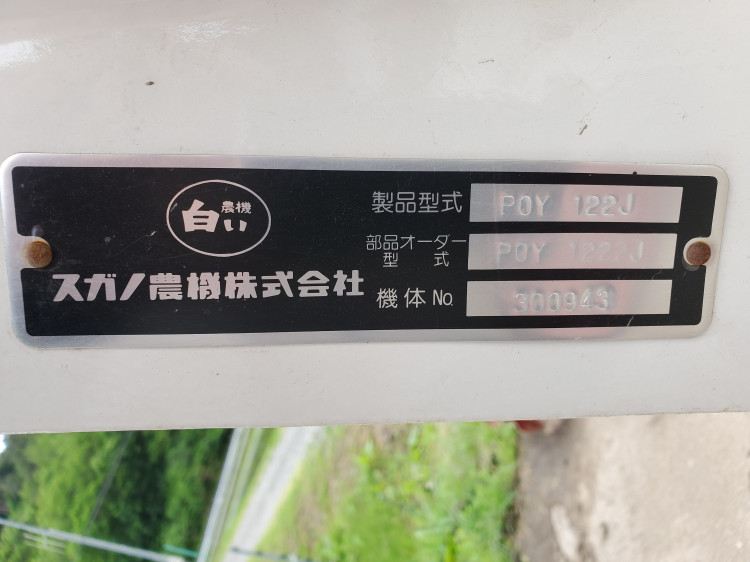 農機
白い
スガノ農機株式会社
製品型式 POY 122J
部品オーダー
型式 POY 1223J
機体No. 300943